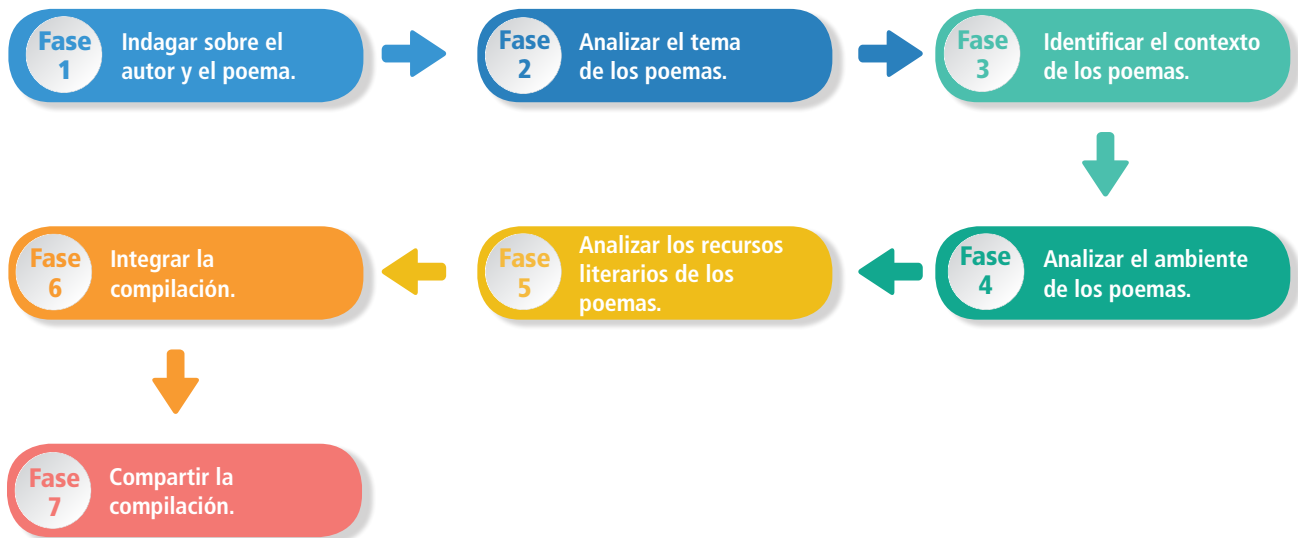 Fase
1
Indagar sobre el
autor y el poema.
Fase
2
Analizar el tema
de los poemas.
Fase
3
Identificar el contexto
de los poemas.
Fase
4
Analizar el ambiente
de los poemas.
Fase
5
Analizar los recursos
literarios de los
poemas.
Fase
6
Integrar la
compilación.
Fase
7
Compartir la
compilación.